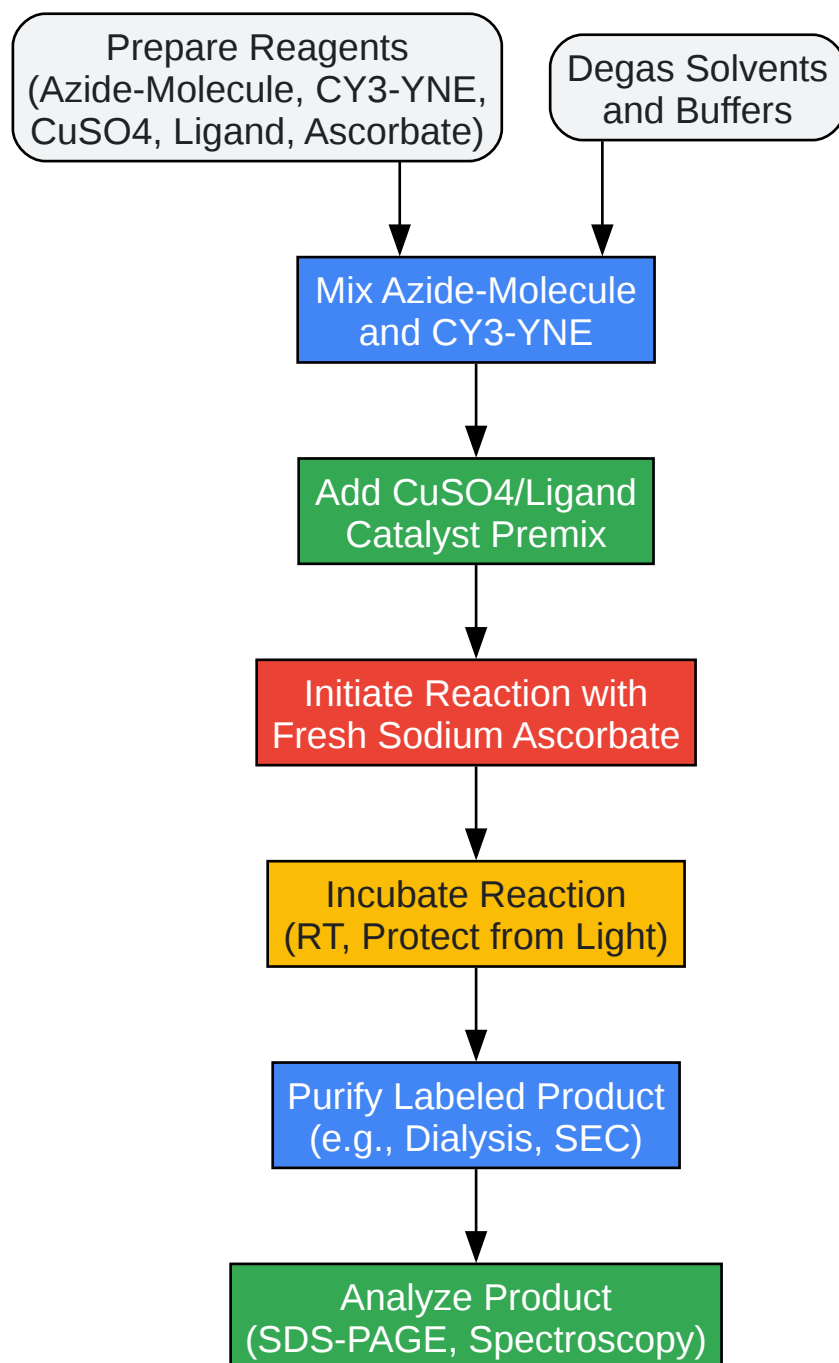 Prepare Reagents
(Azide-Molecule, CY3-YNE,
CuSO4, Ligand, Ascorbate)
Degas Solvents
and Buffers
Mix Azide-Molecule
and CY3-YNE
Add CuSO4/Ligand
Catalyst Premix
Initiate Reaction with
Fresh Sodium Ascorbate
Incubate Reaction
(RT, Protect from Light)
Purify Labeled Product
(e.g., Dialysis, SEC)
Analyze Product
(SDS-PAGE, Spectroscopy)